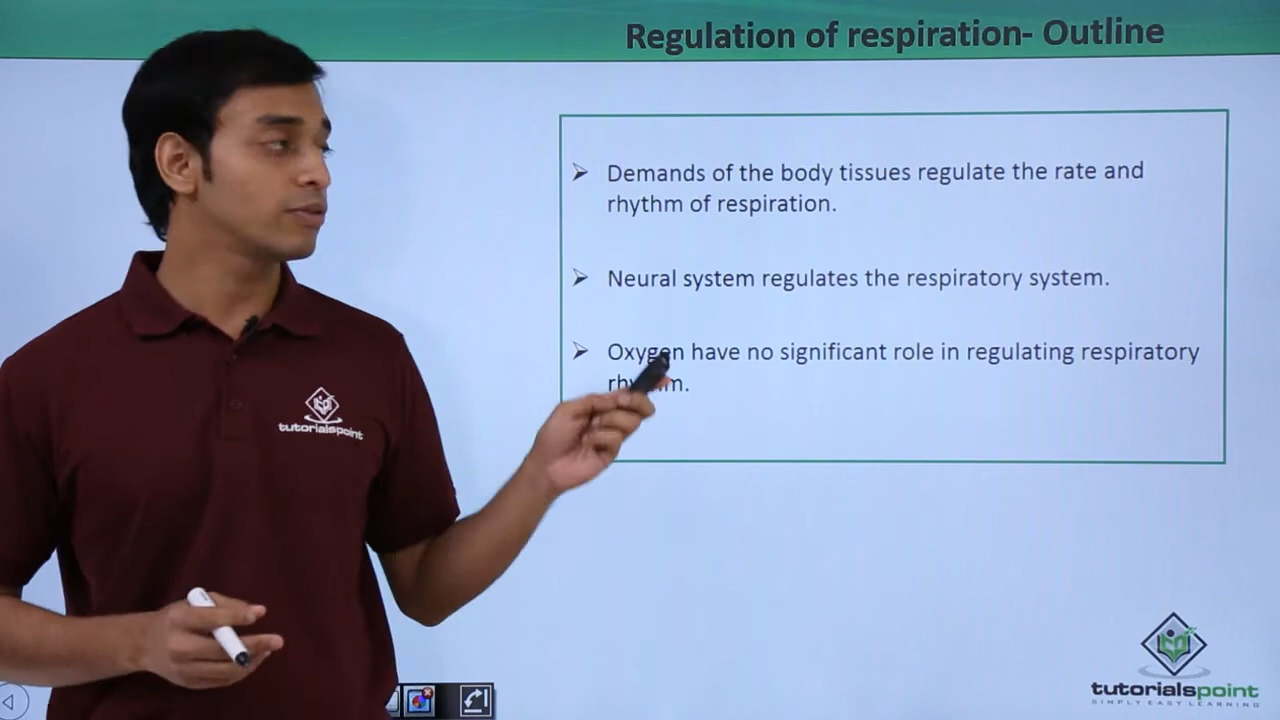 Regulation of respiration- Outline
Demands of the body tissues regulate the rate and
rhythm of respiration.
Neural system regulates the respiratory system.
Oxygen have no significant role in regulating respiratory
tutorialspoint
tutorialspoint
SIMPLY EASY LEARNING